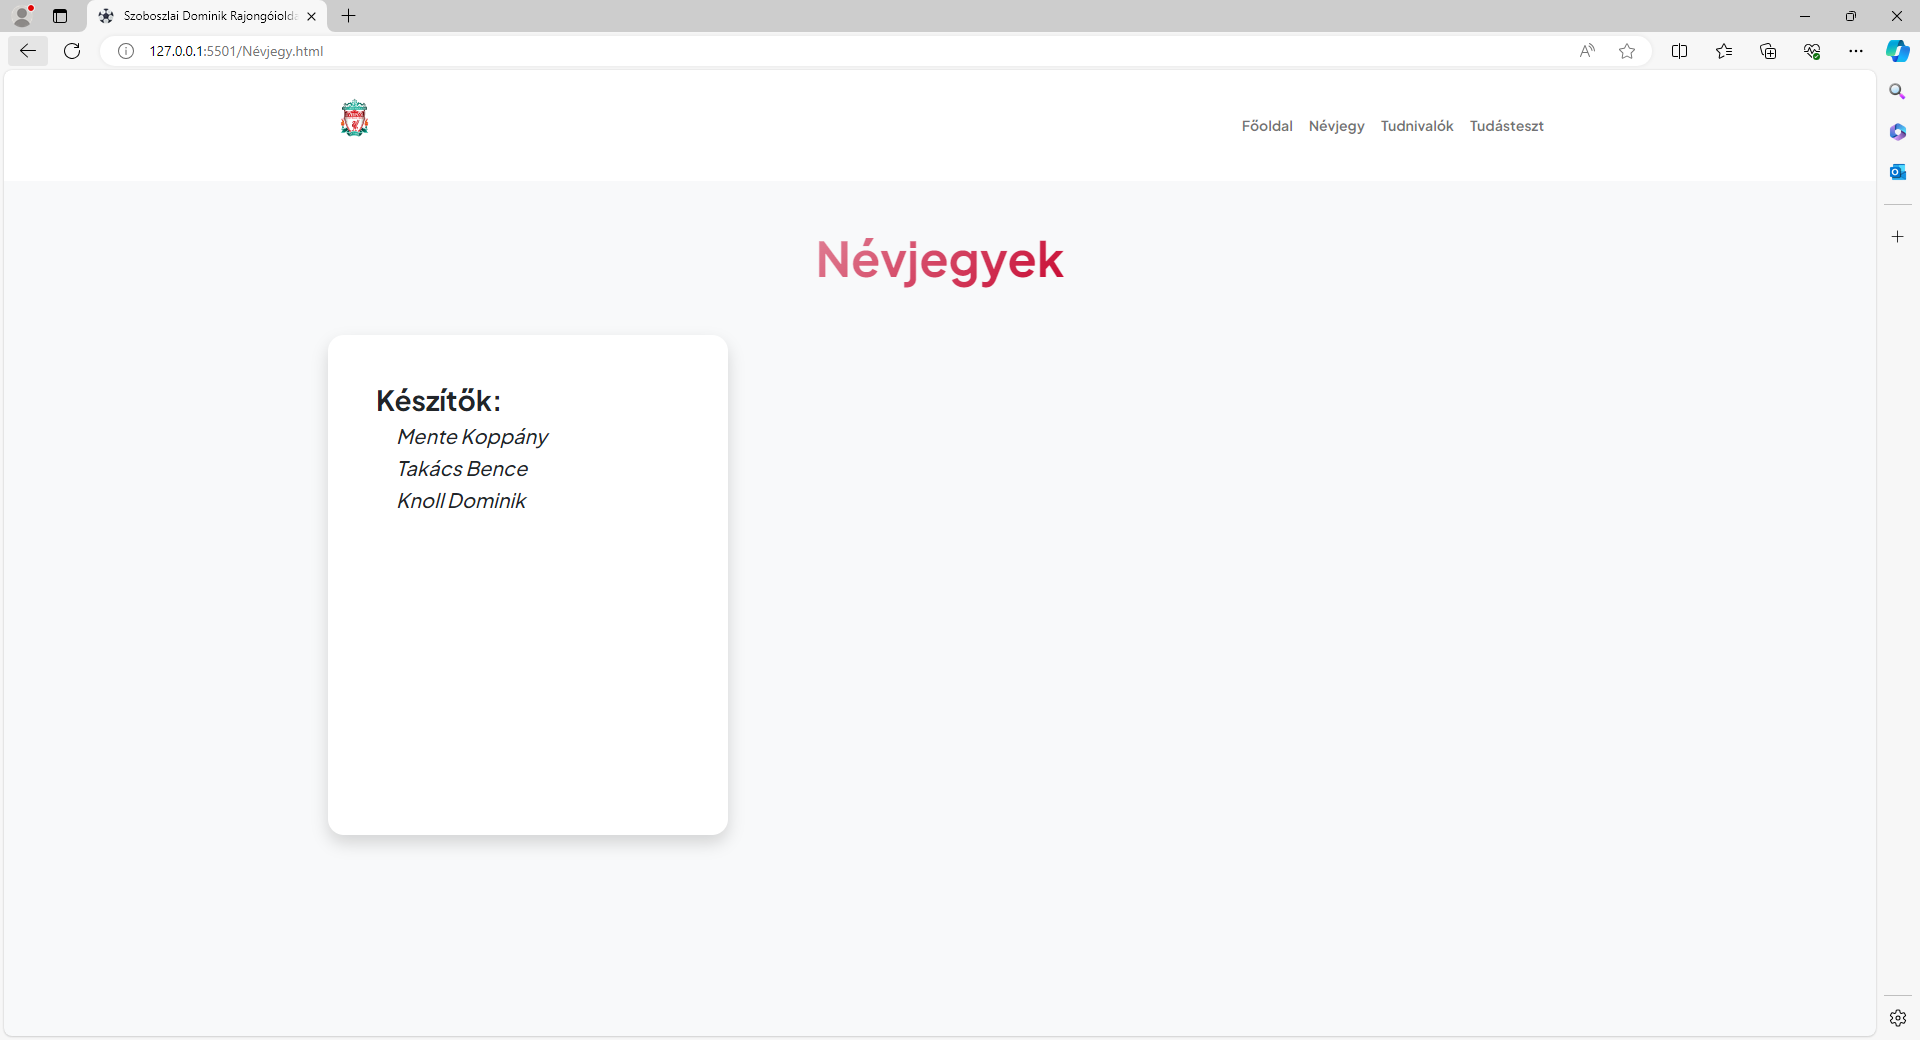 Szoboszlai Dominik Rajongóiolda
127.0.0.1:5501/Névjegy.html
Főoldal Névjegy Tudnivalók Tudásteszt
Névjegyek
Készítők:
Mente Koppány
Takács Bence
Knoll Dominik